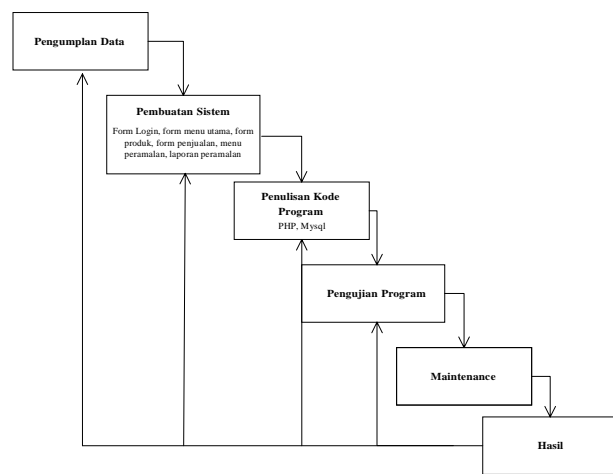 Pengumplan Data
Pembuatan Sistem
Form Login, form menu utama, form
produk, form penjualan, menu
peramalan, laporan peramalan
Penulisan Kode
Program
PHP, Mysql
Pengujian Program
Maintenance
Hasil